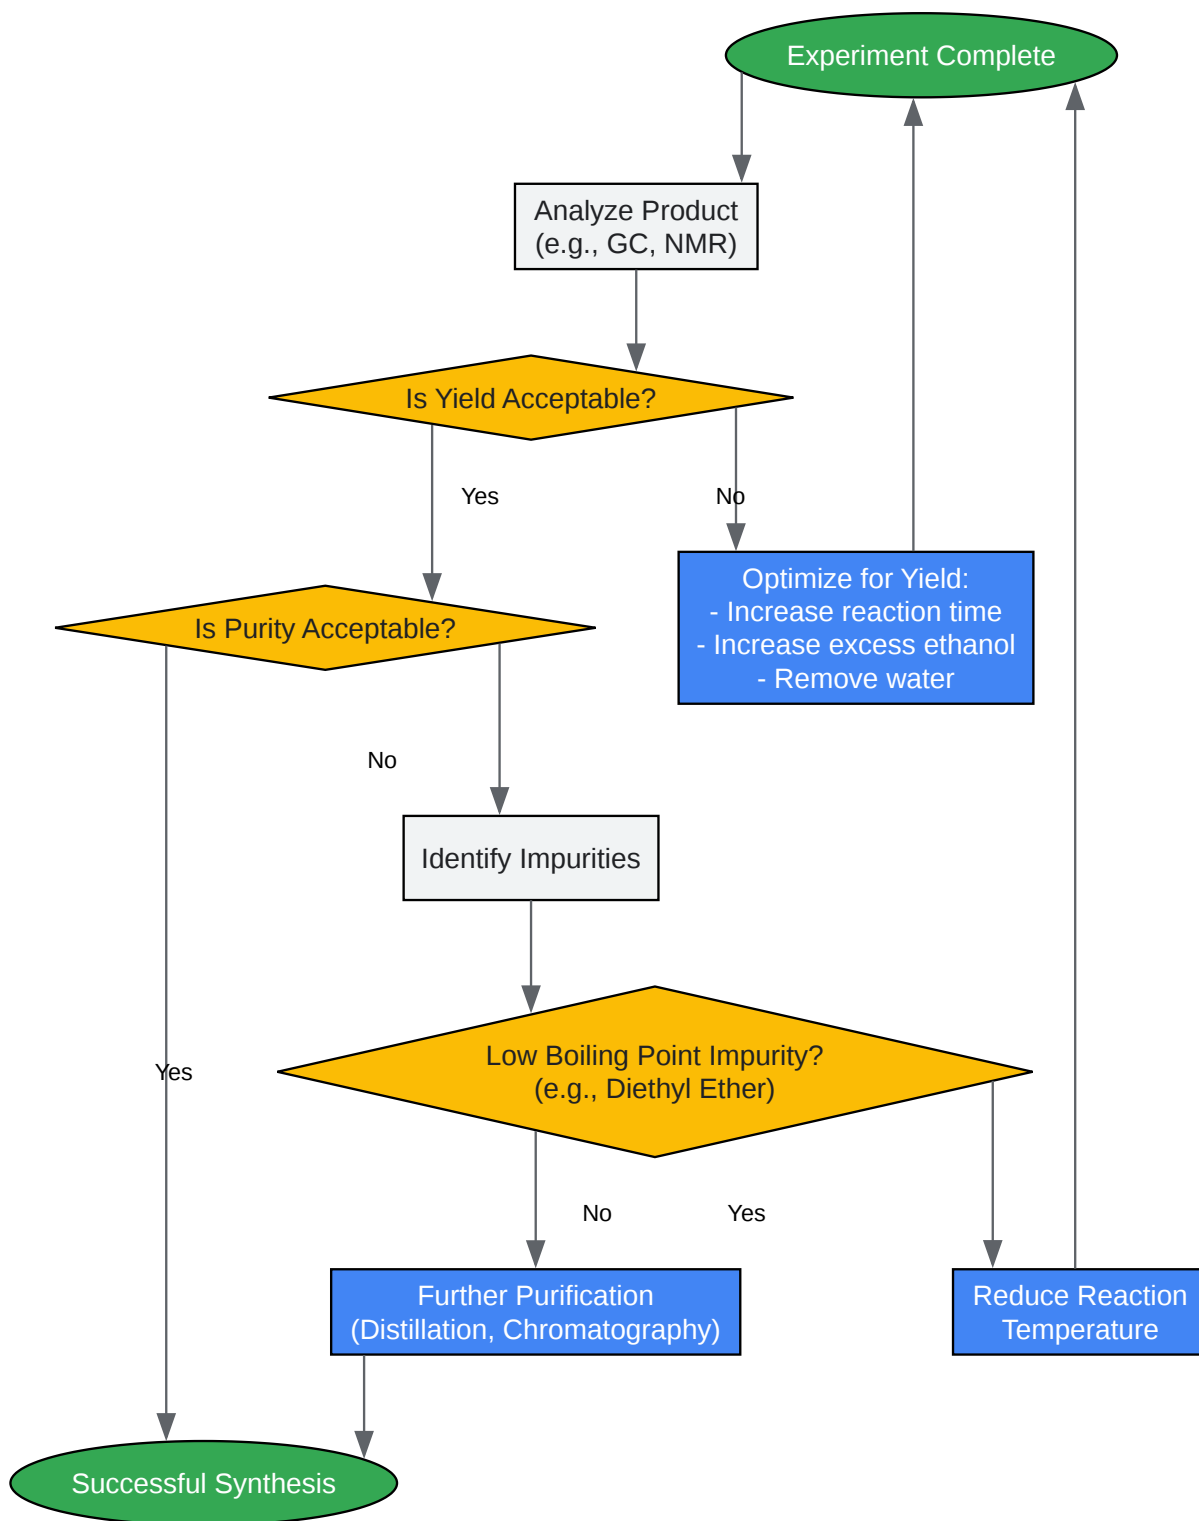 Experiment Complete
Analyze Product
(e.g., GC, NMR)
Is Yield Acceptable?
Yes
No
Optimize for Yield:
- Increase reaction time
- Increase excess ethanol
- Remove water
Is Purity Acceptable?
No
Identify Impurities
Yes
Low Boiling Point Impurity?
(e.g., Diethyl Ether)
No
Yes
Further Purification
(Distillation, Chromatography)
Reduce Reaction
Temperature
Successful Synthesis